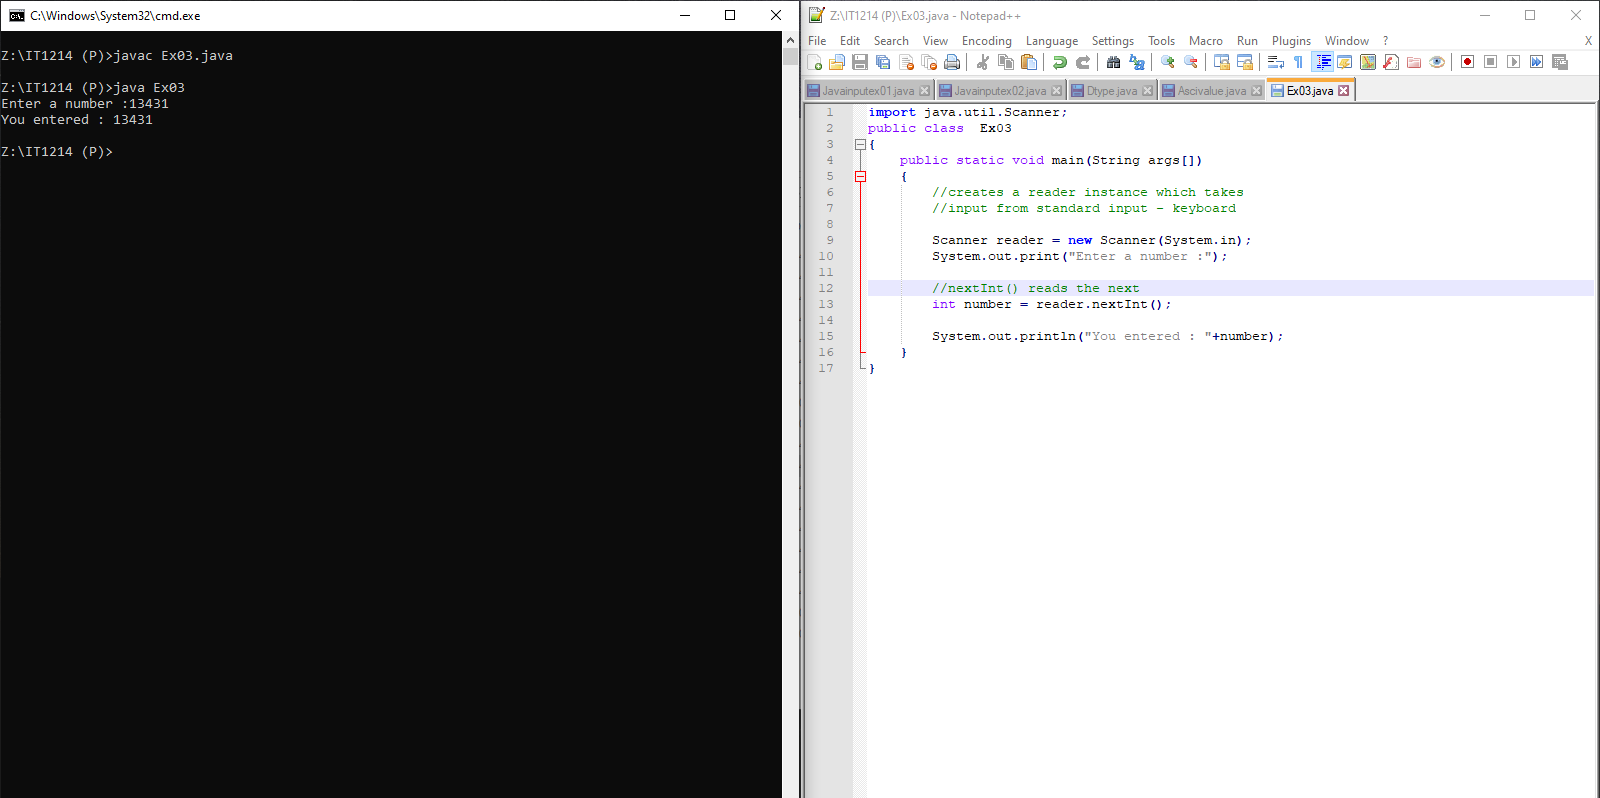 C:\Windows\System32\cmd.exe
Z:\IT1214 (P)>javac Ex03.java
Z:\IT1214 (P)>java Ex03
Enter a number :13431
You entered : 13431
Z:\IT1214 (P)>
Z:\IT1214 (P)\Ex03.java - Notepad++
File Edit Search View Encoding Language Settings Tools Macro Run Plugins Window ? X
Javainputex01.java Javainputex02.java Dtype.java Ascivalue.java Ex03.java
1 import java.util.Scanner;
2 public class  Ex03
3 {
4 public static void main(String args[])
5 {
6 //creates a reader instance which takes
7 //input from standard input - keyboard
8
9 Scanner reader = new Scanner(System.in);
10 System.out.print("Enter a number :");
11
12 //nextInt() reads the next
13 int number = reader.nextInt();
14
15 System.out.println("You entered : "+number);
16 }
17 }